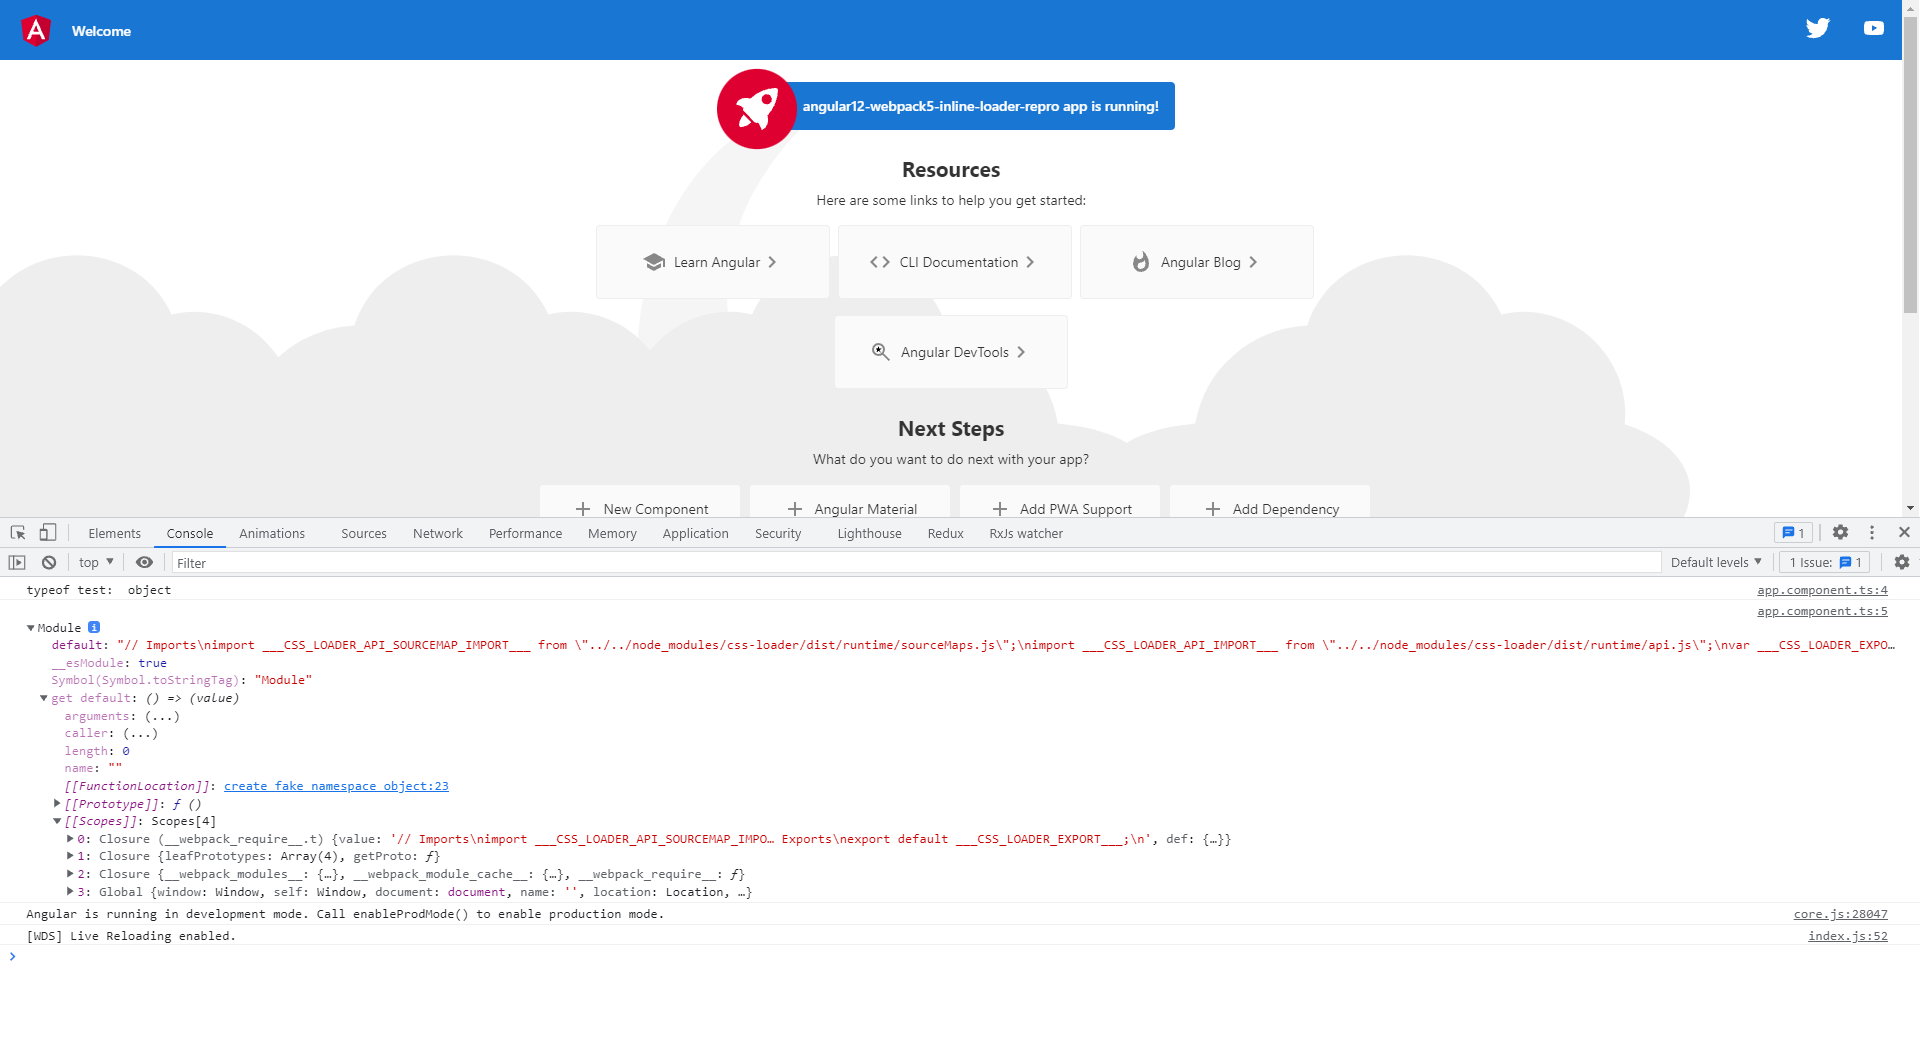 Welcome
angular12-webpack5-inline-loader-repro app is running!
Resources
Here are some links to help you get started:
Learn Angular
CLI Documentation
Angular Blog
Angular DevTools
Next Steps
What do you want to do next with your app?
New Component
Angular Material
Add PWA Support
Add Dependency
Elements Console Animations Sources Network Performance Memory Application Security Lighthouse Redux RxJs watcher 1
top Filter Default levels 1 Issue: 1
typeof test:  object app.component.ts:4
app.component.ts:5
Module i
default: "// Imports\nimport ___CSS_LOADER_API_SOURCEMAP_IMPORT___ from \"../../node_modules/css-loader/dist/runtime/sourceMaps.js\";\nimport ___CSS_LOADER_API_IMPORT___ from \"../../node_modules/css-loader/dist/runtime/api.js\";\nvar ___CSS_LOADER_EXPO…
__esModule: true
Symbol(Symbol.toStringTag): "Module"
get default: () => (value)
arguments: (...)
caller: (...)
length: 0
name: ""
[[FunctionLocation]]: create fake namespace object:23
[[Prototype]]: ƒ ()
[[Scopes]]: Scopes[4]
0: Closure (__webpack_require__.t) {value: '// Imports\nimport ___CSS_LOADER_API_SOURCEMAP_IMPO… Exports\nexport default ___CSS_LOADER_EXPORT___;\n', def: {…}}
1: Closure {leafPrototypes: Array(4), getProto: ƒ}
2: Closure {__webpack_modules__: {…}, __webpack_module_cache__: {…}, __webpack_require__: ƒ}
3: Global {window: Window, self: Window, document: document, name: '', location: Location, …}
Angular is running in development mode. Call enableProdMode() to enable production mode. core.js:28047
[WDS] Live Reloading enabled. index.js:52